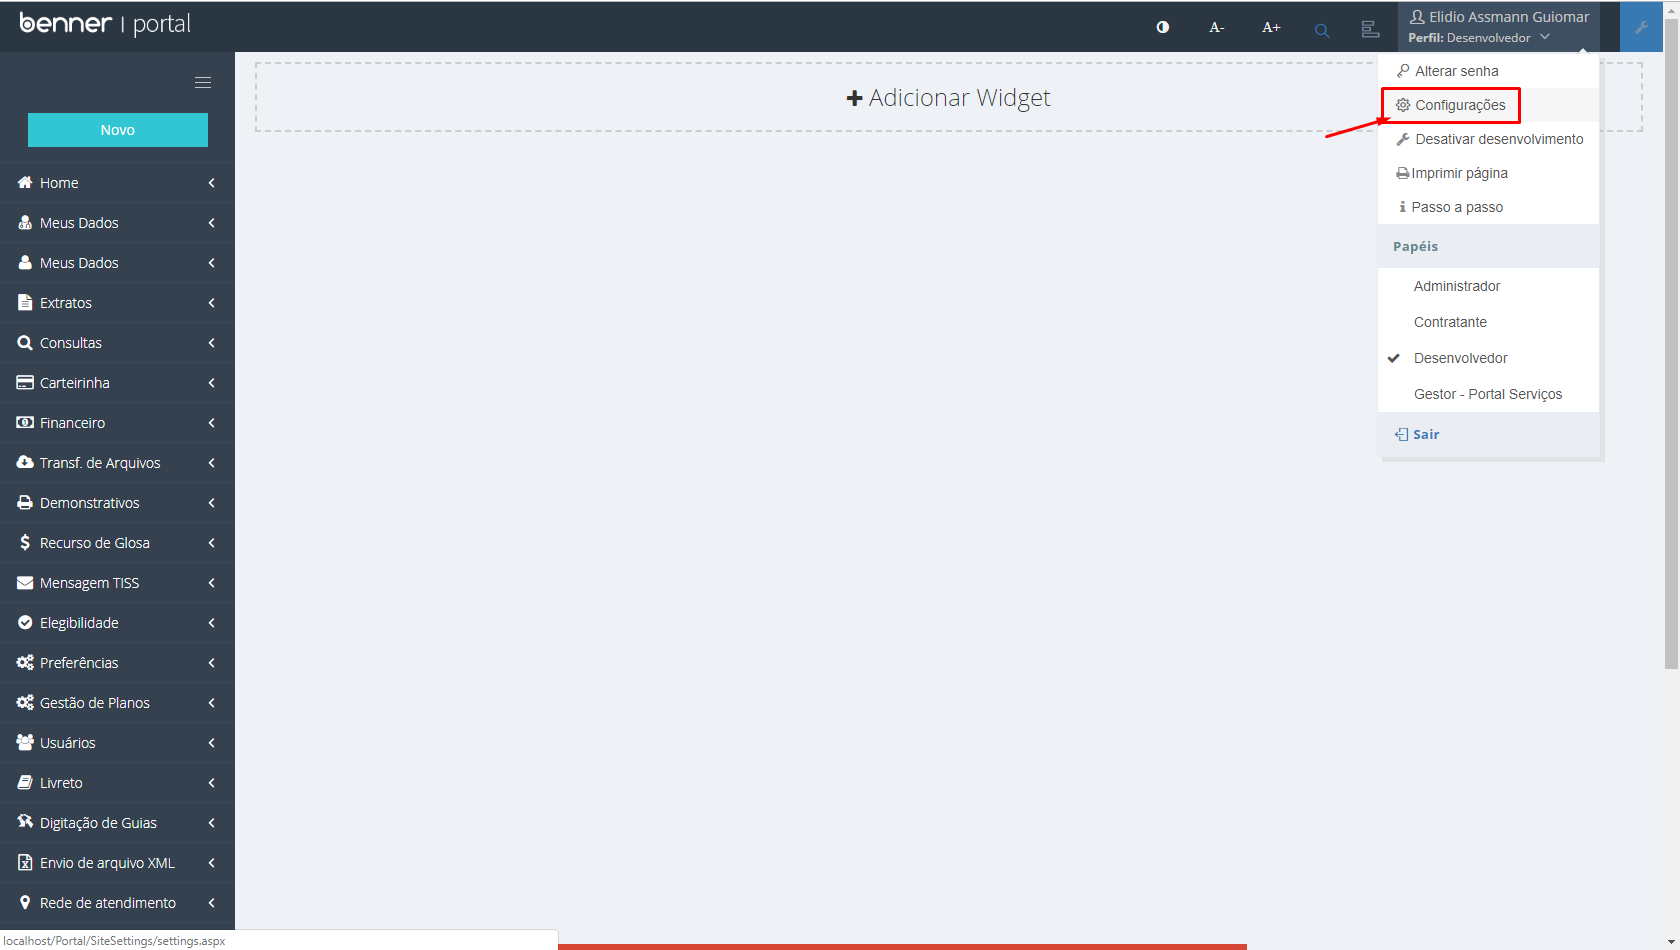 benner | portal
A-
A+
Elidio Assmann Guiomar
Perfil: Desenvolvedor
Alterar senha
Configurações
Desativar desenvolvimento
Imprimir página
Passo a passo
Papéis
Administrador
Contratante
Desenvolvedor
Gestor - Portal Serviços
Sair
Adicionar Widget
Novo
Home
Meus Dados
Meus Dados
Extratos
Consultas
Carteirinha
Financeiro
Transf. de Arquivos
Demonstrativos
Recurso de Glosa
Mensagem TISS
Elegibilidade
Preferências
Gestão de Planos
Usuários
Livreto
Digitação de Guias
Envio de arquivo XML
Rede de atendimento
localhost/Portal/SiteSettings/settings.aspx